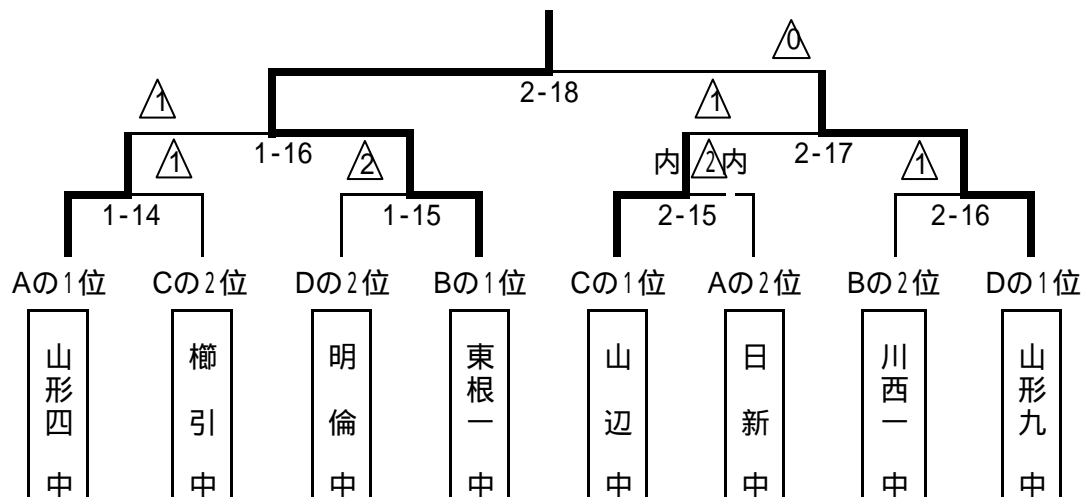 0
2-18
1
1
1-16
2-17
1
2
内
2
内
1
1-14
1-15
2-15
2-16
Aの1位
Cの2位
Dの2位
Bの1位
Cの1位
Aの2位
Bの2位
Dの1位
山形四中
櫛引中
明倫中
東根一中
山辺中
日新中
川西一中
山形九中